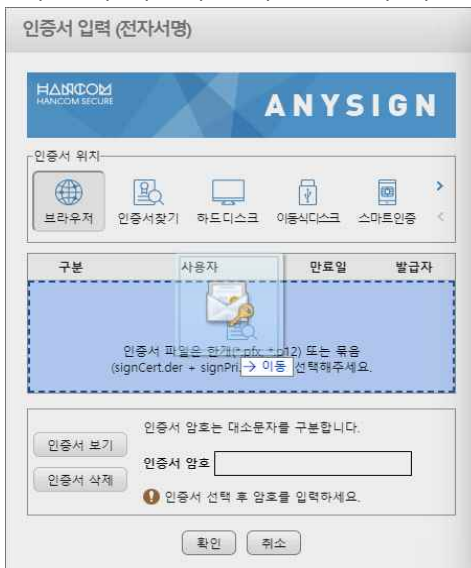 인증서 입력 (전자서명)
HANCOM
HANCOM SECURE
ANYSIGN
인증서 위치
브라우저 인증서찾기 하드디스크 이동식디스크 스마트인증
구분 사용자 만료일 발급자
인증서 파일은 한개(*.pfx, *.p12) 또는 묶음
(signCert.der + signPri. → 이동 선택해주세요.
인증서 암호는 대소문자를 구분합니다.
인증서 보기
인증서 암호
인증서 삭제
인증서 선택 후 암호를 입력하세요.
확인 취소